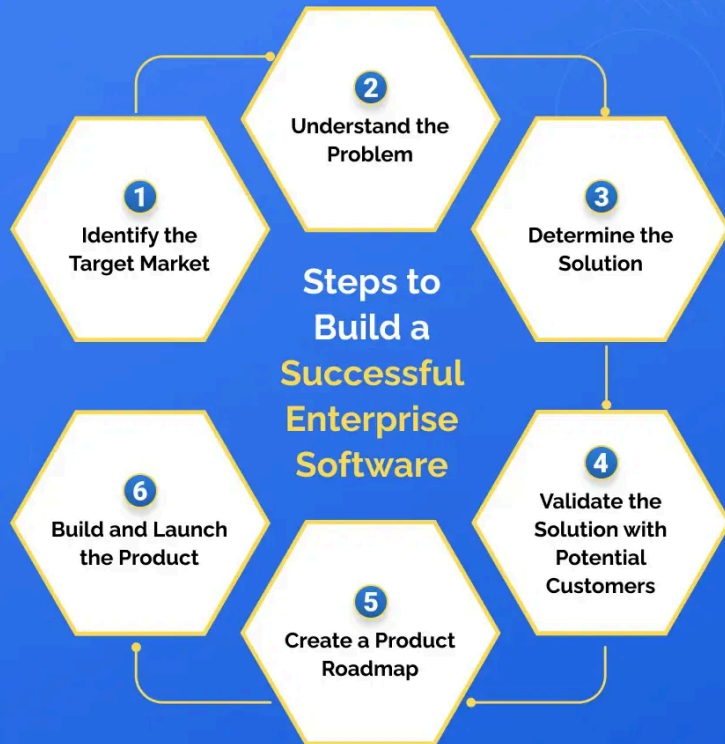 Steps to
Build a
Successful
Enterprise
Software
1
Identify the
Target Market
2
Understand the
Problem
3
Determine the
Solution
4
Validate the
Solution with
Potential
Customers
5
Create a Product
Roadmap
6
Build and Launch
the Product